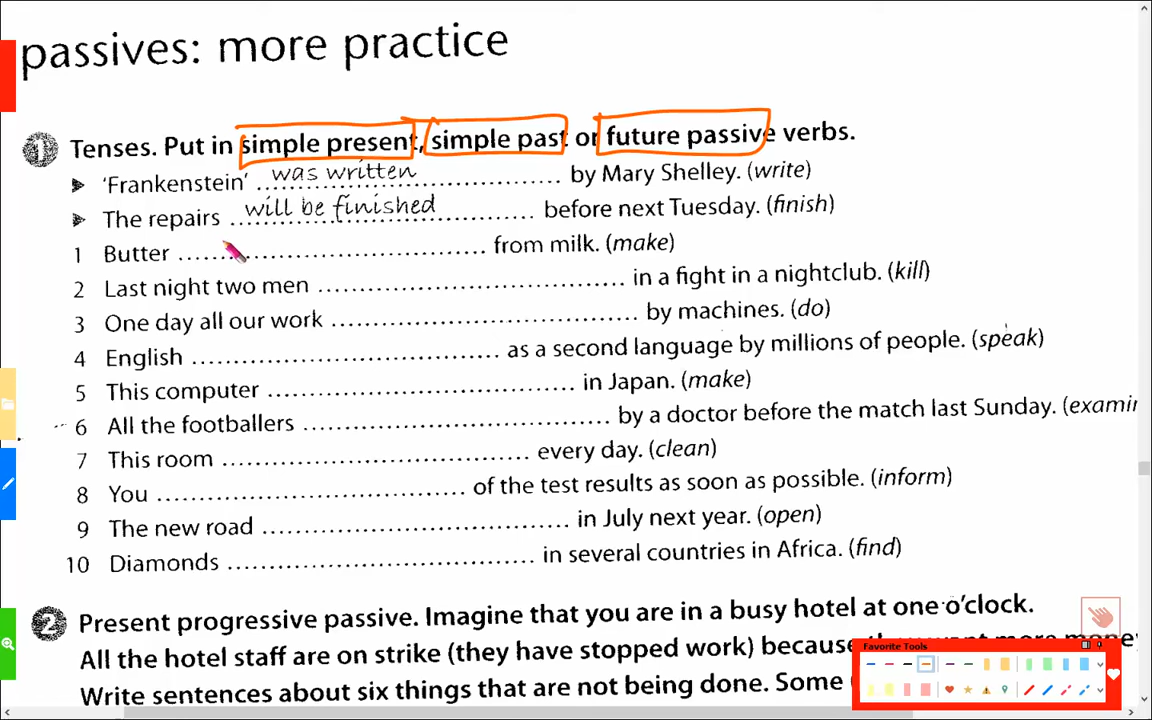 passives: more practice
1 Tenses. Put in simple present, simple past or future passive verbs.
'Frankenstein' was written by Mary Shelley. (write)
The repairs will be finished before next Tuesday. (finish)
1 Butter .............................. from milk. (make)
2 Last night two men .............................. in a fight in a nightclub. (kill)
3 One day all our work .............................. by machines. (do)
4 English .............................. as a second language by millions of people. (speak)
5 This computer .............................. in Japan. (make)
6 All the footballers .............................. by a doctor before the match last Sunday. (examin
7 This room .............................. every day. (clean)
8 You .............................. of the test results as soon as possible. (inform)
9 The new road .............................. in July next year. (open)
10 Diamonds .............................. in several countries in Africa. (find)
2 Present progressive passive. Imagine that you are in a busy hotel at one o'clock.
All the hotel staff are on strike (they have stopped work) because they want more money
Write sentences about six things that are not being done. Some
Favorite Tools